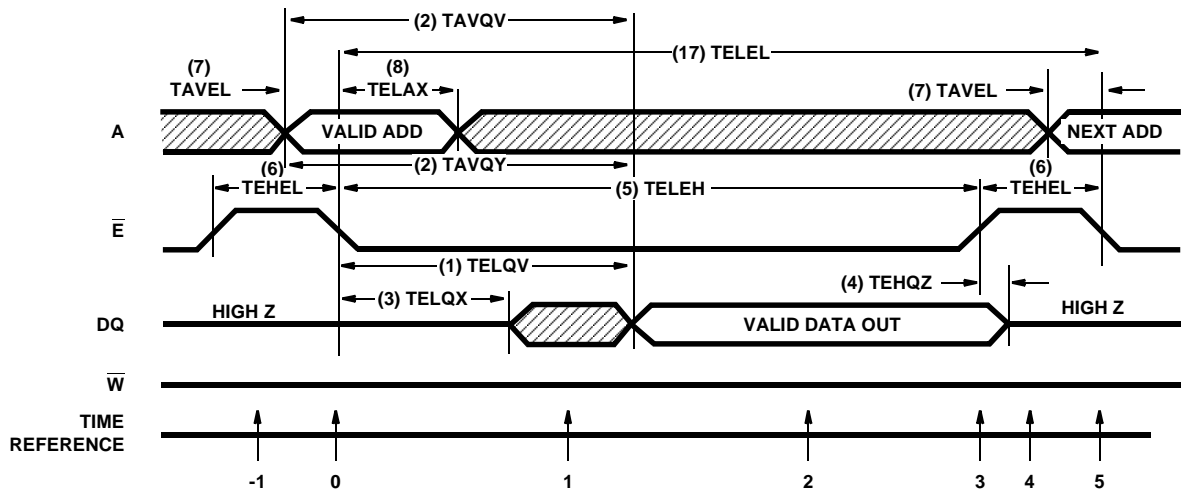 (2) TAVQV
(17) TELEL
(7)
TAVEL
(8)
TELAX
(7) TAVEL
A
VALID ADD
NEXT ADD
(2) TAVQY
(6)
TEHEL
(5) TELEH
(6)
TEHEL
E
(1) TELQV
(3) TELQX
(4) TEHQZ
DQ
HIGH Z
VALID DATA OUT
HIGH Z
W
TIME
REFERENCE
-1 0 1 2 3 4 5